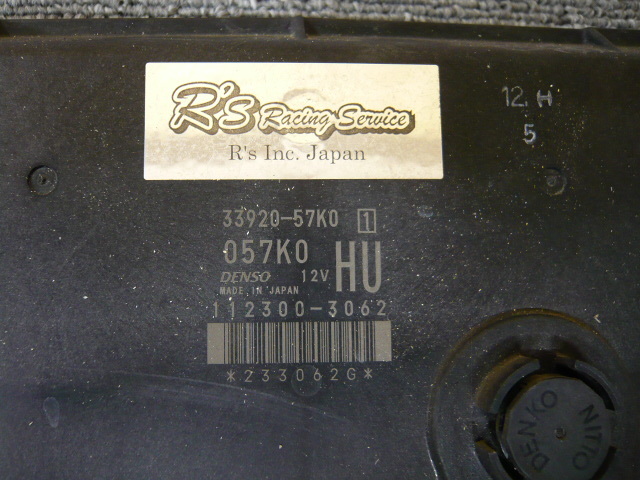 R's Racing Service
R's Inc. Japan
12. H
5
33920-57K0 1
057K0 HU
DENSO 12V
MADE IN JAPAN
112300-3062
*233062G*
DENKO
NITTO